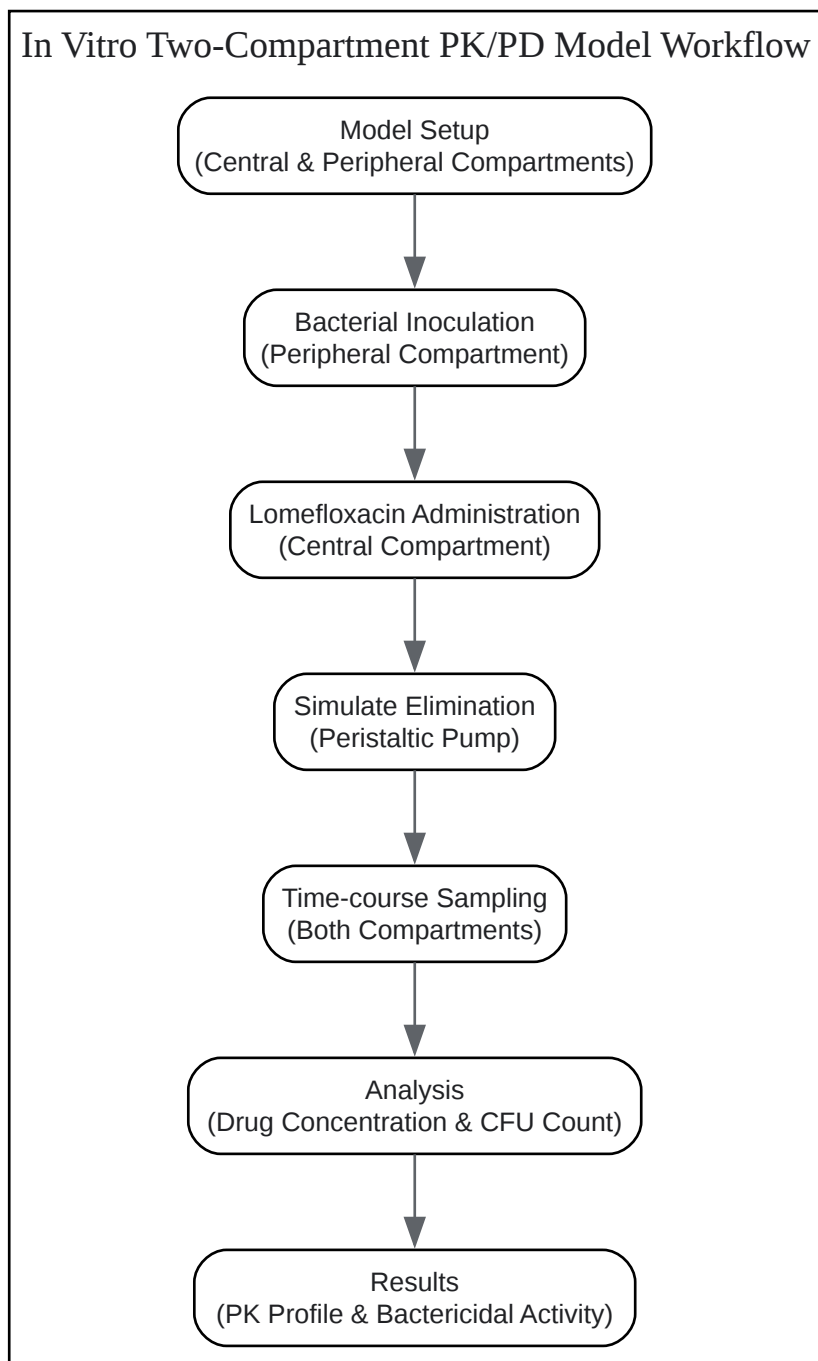 In Vitro Two-Compartment PK/PD Model Workflow
Model Setup
(Central & Peripheral Compartments)
Bacterial Inoculation
(Peripheral Compartment)
Lomefloxacin Administration
(Central Compartment)
Simulate Elimination
(Peristaltic Pump)
Time-course Sampling
(Both Compartments)
Analysis
(Drug Concentration & CFU Count)
Results
(PK Profile & Bactericidal Activity)